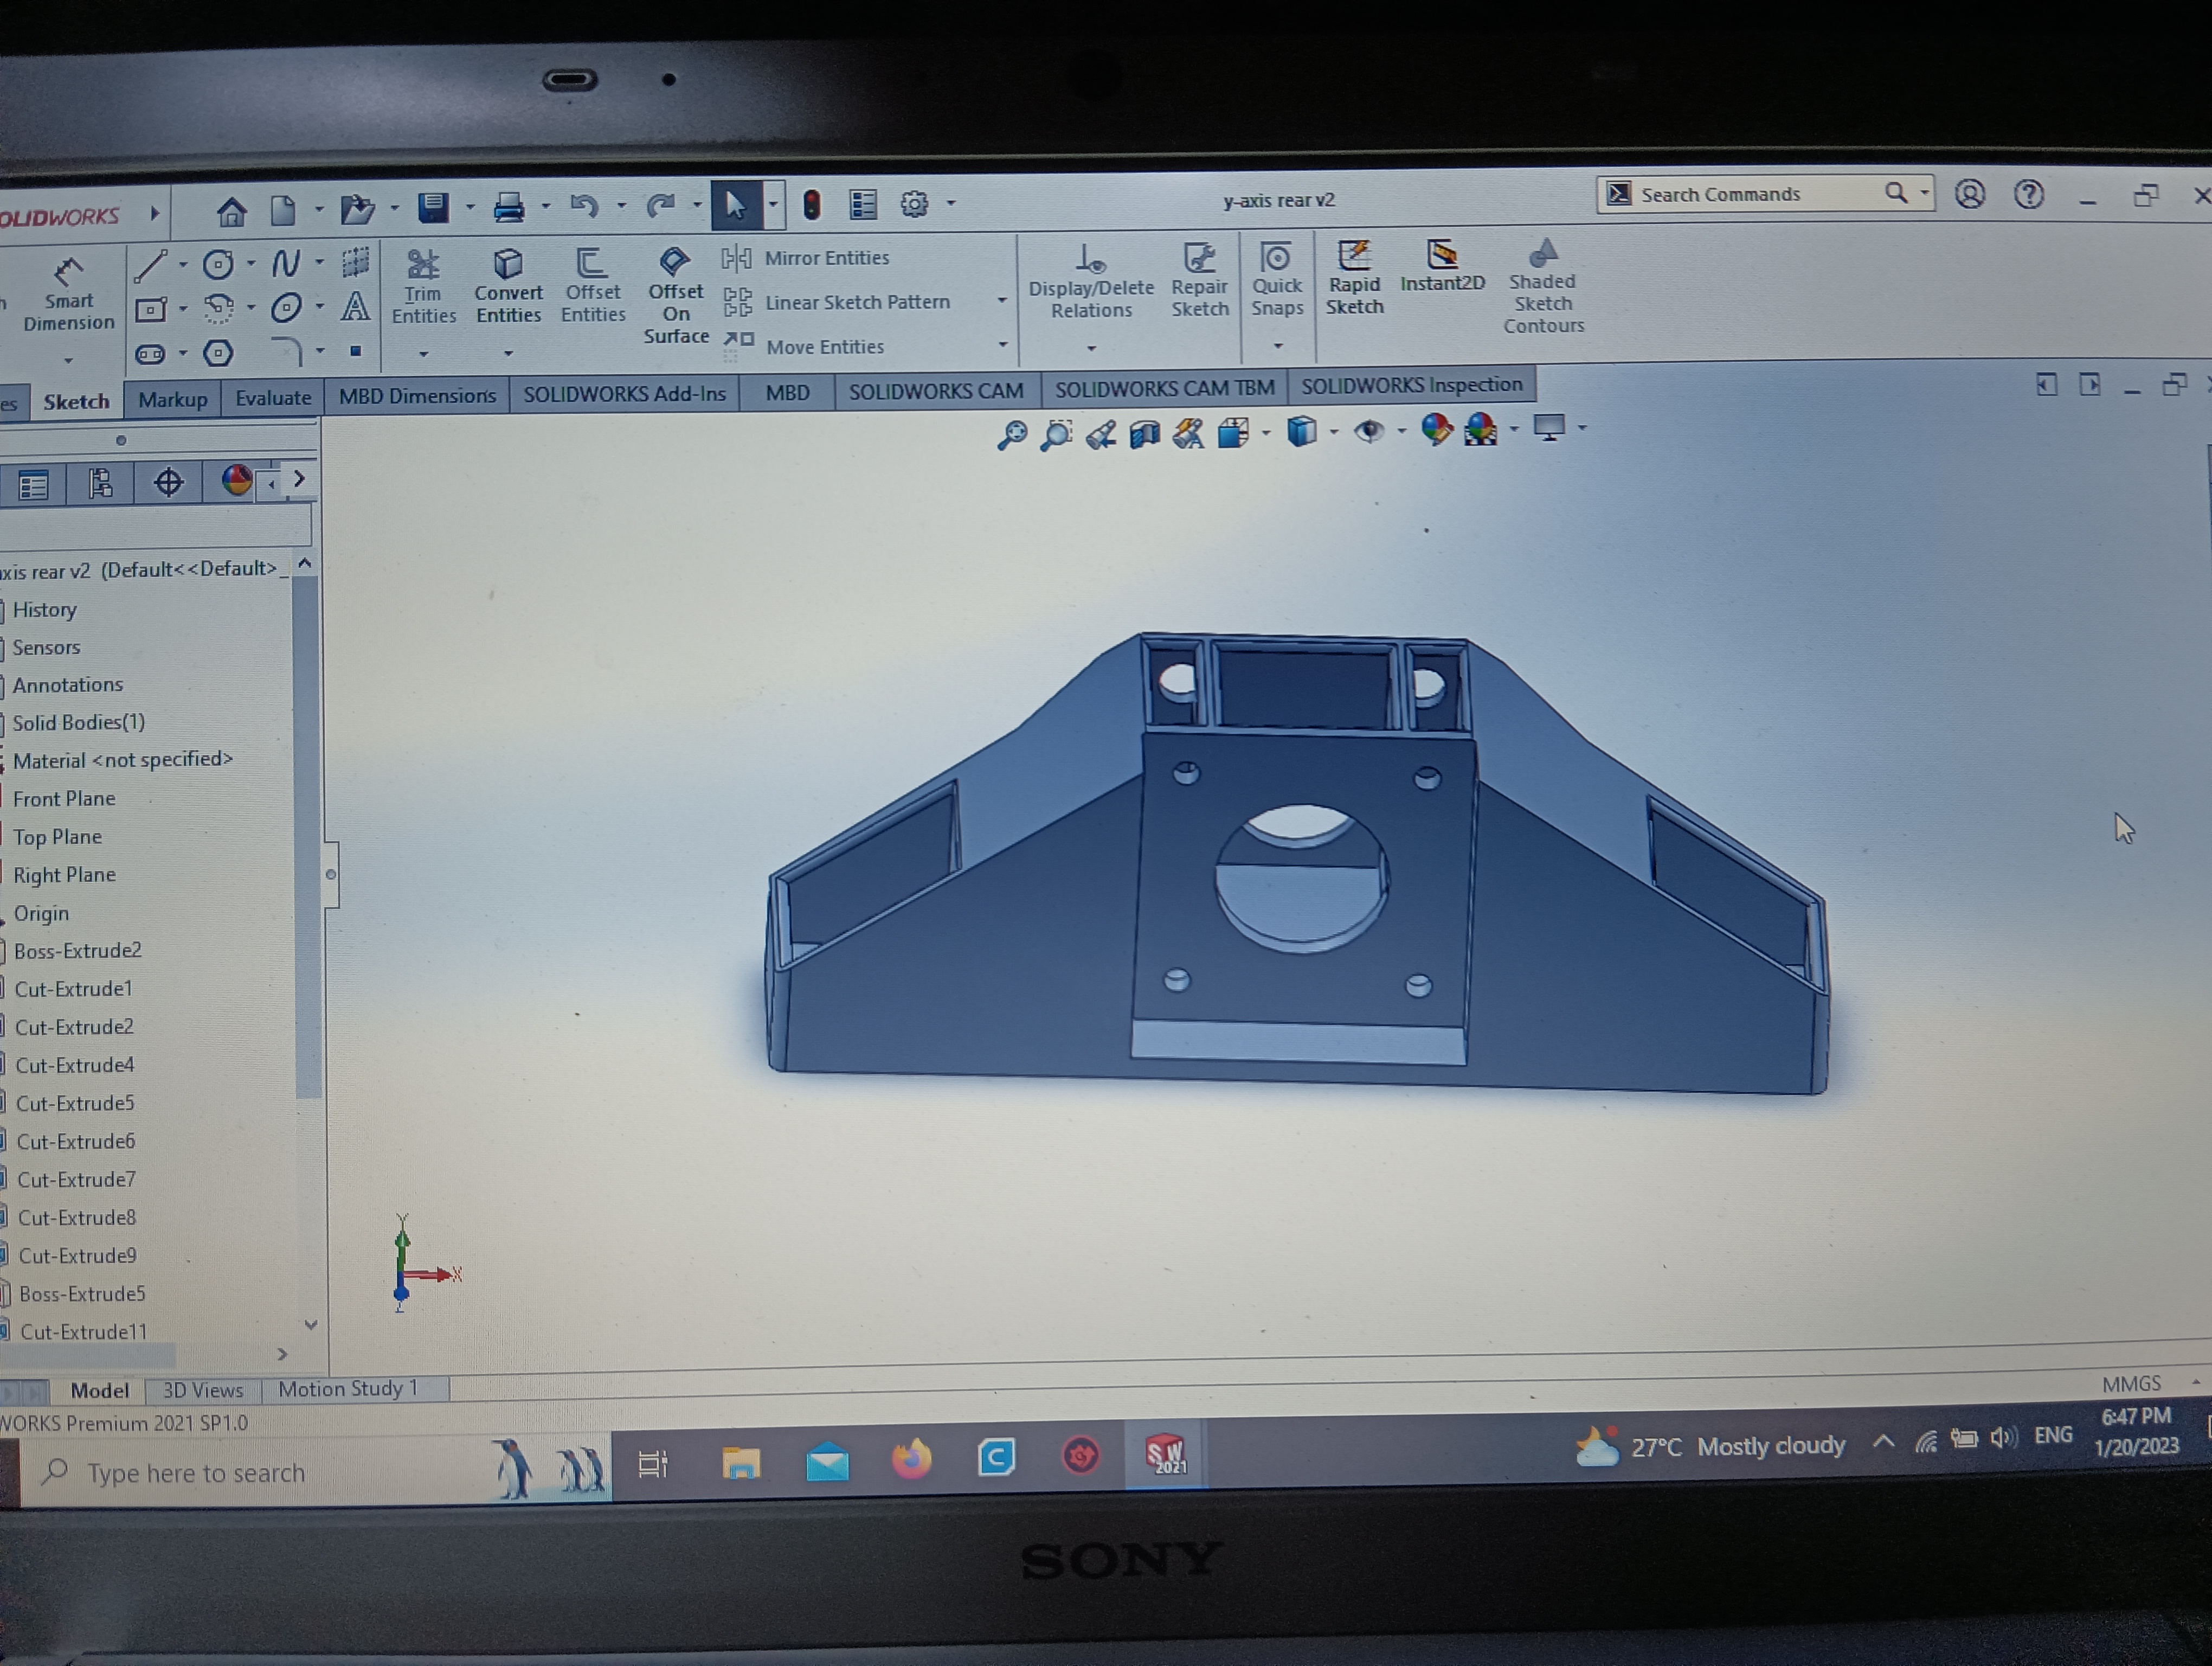 OLIDWORKS
y-axis rear v2
Search Commands
Smart Dimension
Trim Entities
Convert Entities
Offset Entities
Offset On Surface
Mirror Entities
Linear Sketch Pattern
Move Entities
Display/Delete Relations
Repair Sketch
Quick Snaps
Rapid Sketch
Instant2D
Shaded Sketch Contours
es
Sketch
Markup
Evaluate
MBD Dimensions
SOLIDWORKS Add-Ins
MBD
SOLIDWORKS CAM
SOLIDWORKS CAM TBM
SOLIDWORKS Inspection
xis rear v2 (Default<<Default>_
History
Sensors
Annotations
Solid Bodies(1)
Material <not specified>
Front Plane
Top Plane
Right Plane
Origin
Boss-Extrude2
Cut-Extrude1
Cut-Extrude2
Cut-Extrude4
Cut-Extrude5
Cut-Extrude6
Cut-Extrude7
Cut-Extrude8
Cut-Extrude9
Boss-Extrude5
Cut-Extrude11
Y
X
Z
Model
3D Views
Motion Study 1
MMGS
WORKS Premium 2021 SP1.0
Type here to search
SW
2021
27°C Mostly cloudy
ENG
6:47 PM
1/20/2023
SONY